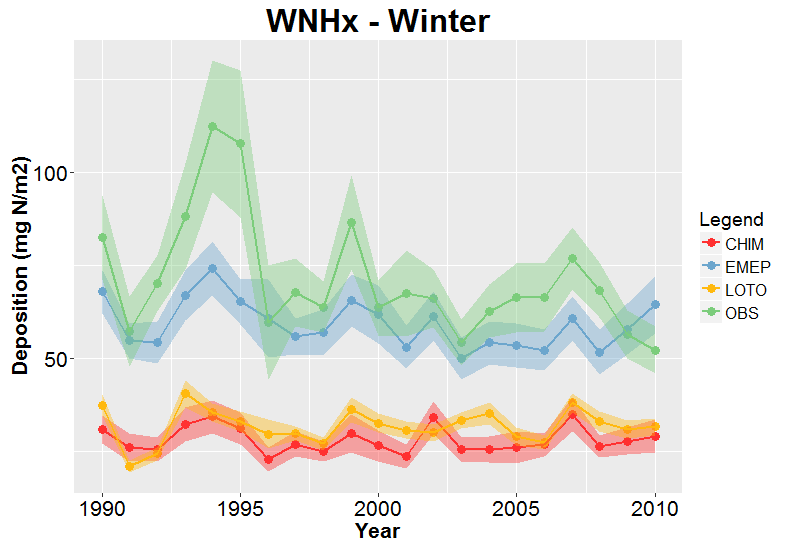 WNHx - Winter
Deposition (mg N/m2)
100
50
1990 1995 2000 2005 2010
Year
Legend
CHIM
EMEP
LOTO
OBS